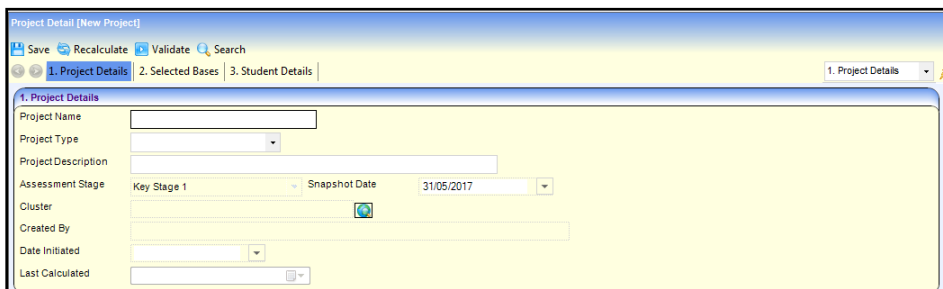 Project Detail [New Project]
Save Recalculate Validate Search
1. Project Details 2. Selected Bases 3. Student Details 1. Project Details
1. Project Details
Project Name
Project Type
Project Description
Assessment Stage Key Stage 1 Snapshot Date 31/05/2017
Cluster
Created By
Date Initiated
Last Calculated